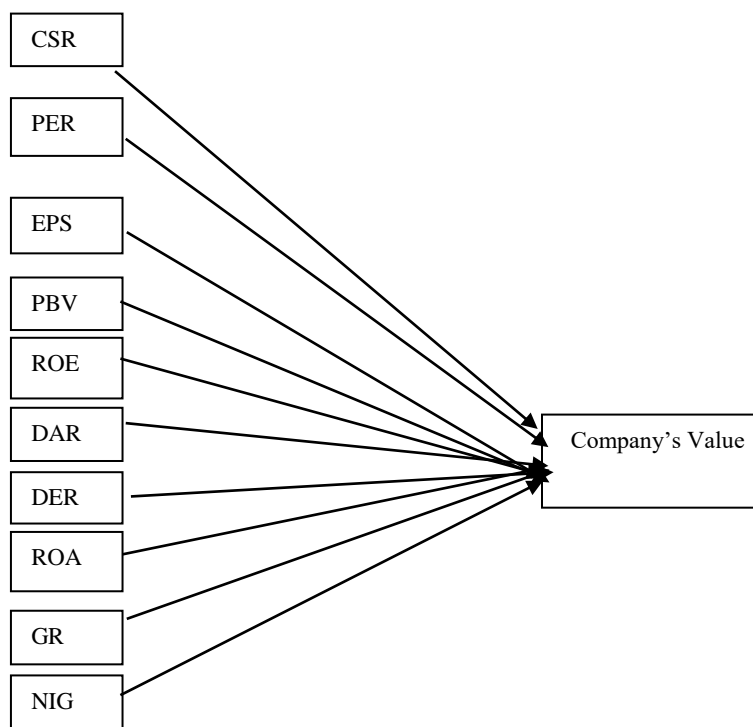 CSR
PER
EPS
PBV
ROE
DAR
DER
ROA
GR
NIG
Company's Value